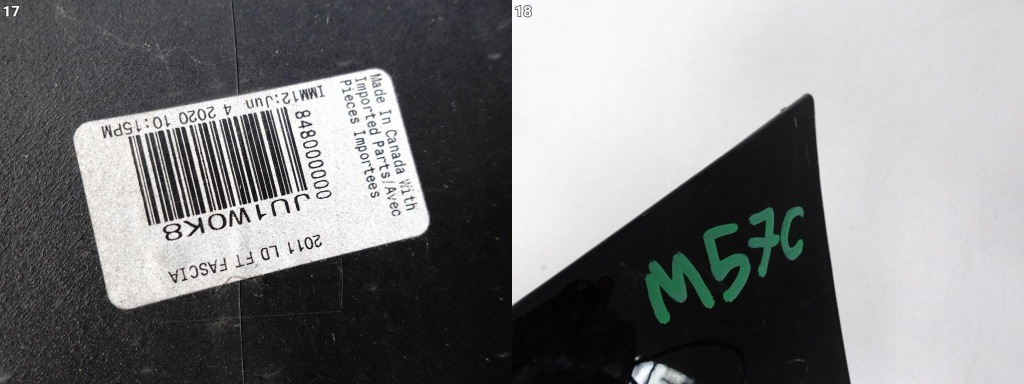 17
2011 LD FT FASCIA
JU1WOK8
8480000000
IMM12:Jun 4 2020 10:15PM
Made In Canada With
Imported Parts/Avec
Pieces Importees
18
M57C